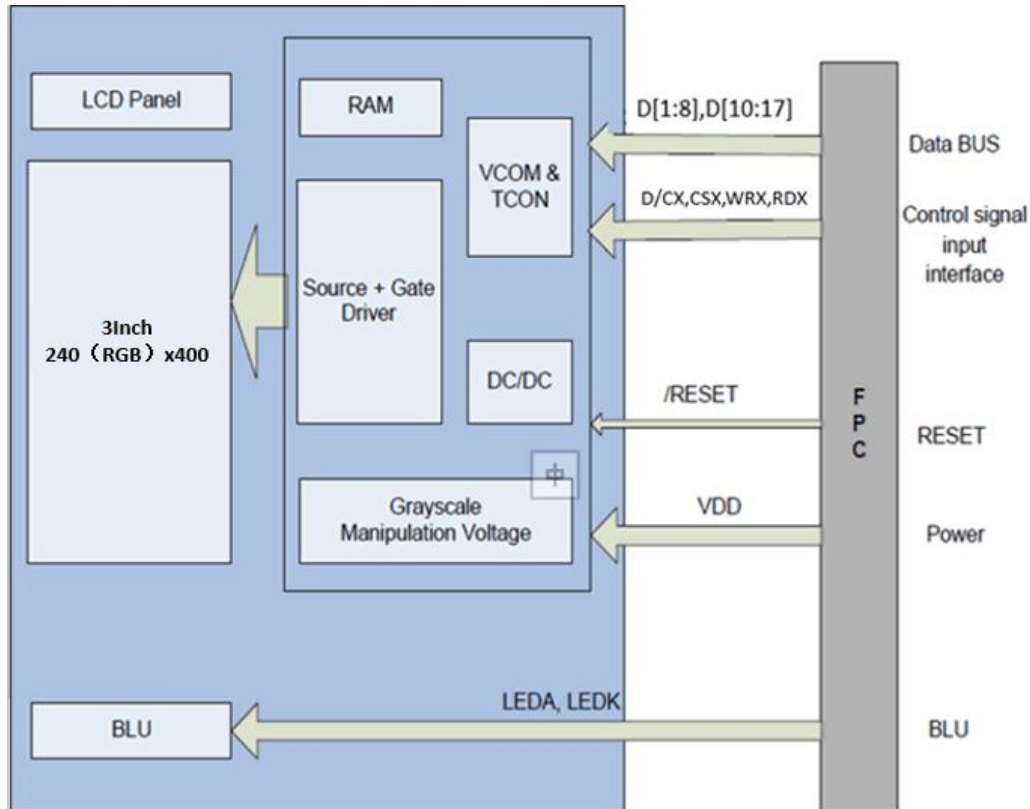 LCD Panel
3Inch
240（RGB）x400
RAM
VCOM &
TCON
Source + Gate
Driver
DC/DC
中
Grayscale
Manipulation Voltage
BLU
D[1:8],D[10:17]
D/CX,CSX,WRX,RDX
/RESET
VDD
LEDA, LEDK
F
P
C
Data BUS
Control signal
input
interface
RESET
Power
BLU